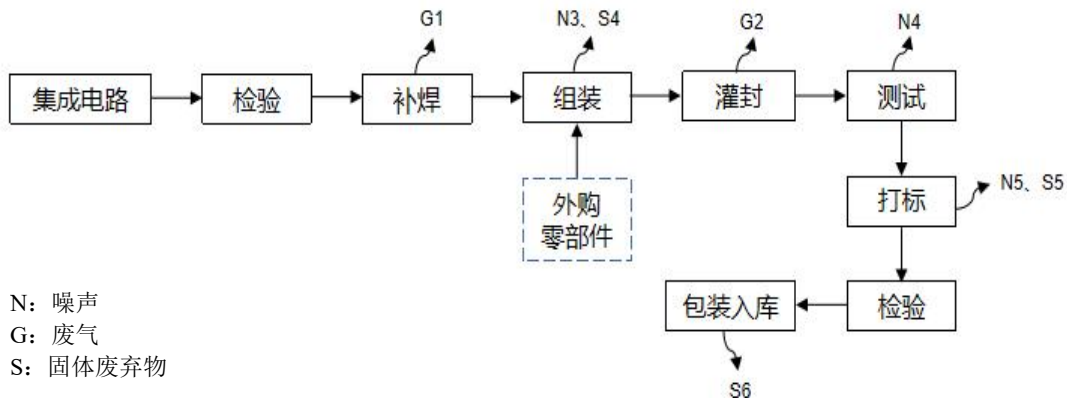 G1
N3、S4
G2
N4
集成电路
检验
补焊
组装
灌封
测试
外购
零部件
打标
N5、S5
包装入库
检验
S6
N：噪声
G：废气
S：固体废弃物